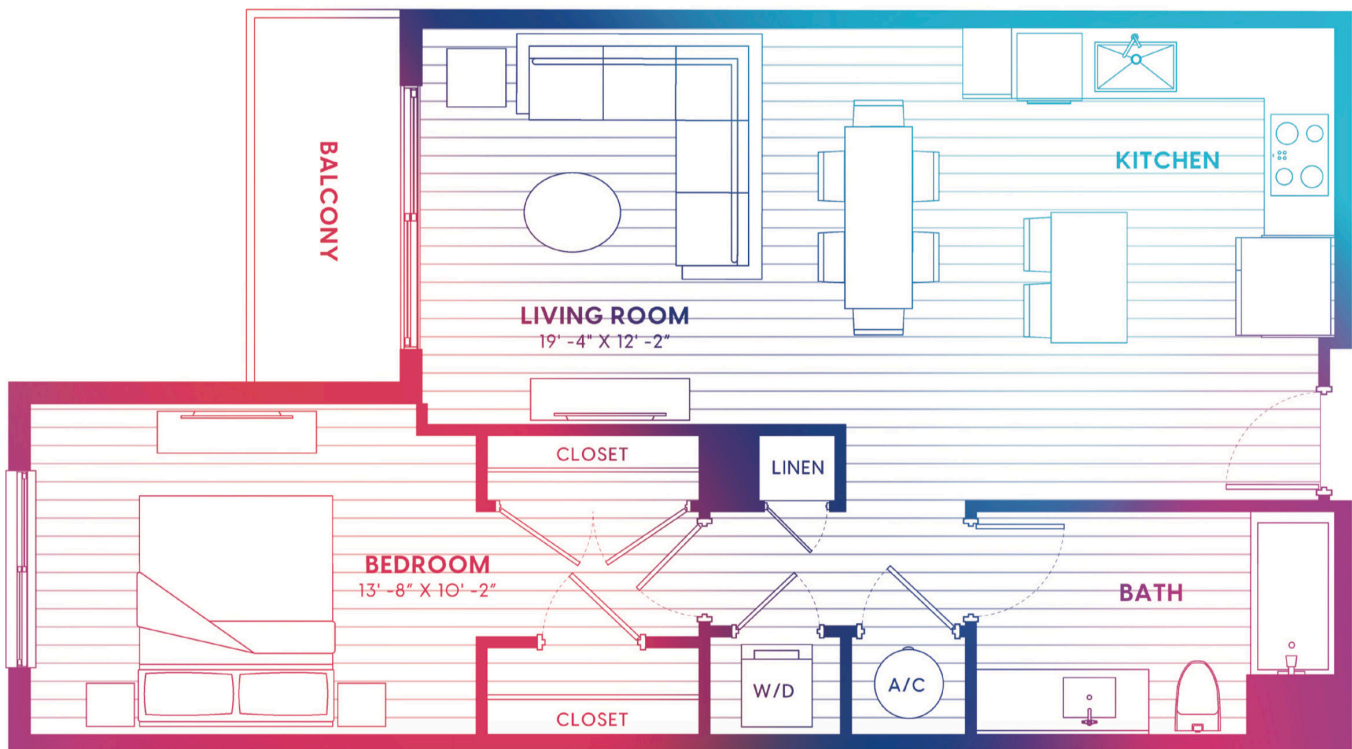 BALCONY
KITCHEN
LIVING ROOM
19' -4" X 12' -2"
CLOSET
LINEN
BEDROOM
13' -8" X 10' -2"
BATH
W/D
A/C
CLOSET